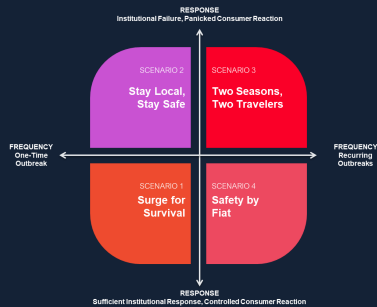 RESPONSE
Institutional Failure, Panicked Consumer Reaction
SCENARIO 2
Stay Local,
Stay Safe
SCENARIO 3
Two Seasons,
Two Travelers
FREQUENCY
One-Time
Outbreak
FREQUENCY
Recurring
Outbreaks
SCENARIO 1
Surge for
Survival
SCENARIO 4
Safety by
Fiat
RESPONSE
Sufficient Institutional Response, Controlled Consumer Reaction